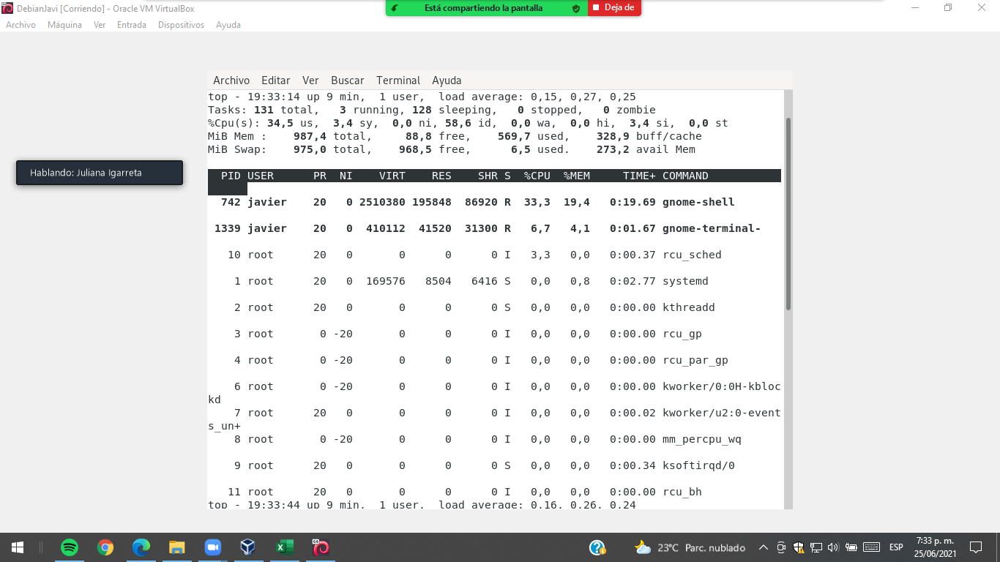 DebianJavi [Corriendo] - Oracle VM VirtualBox
Está compartiendo la pantalla
Deja de
Archivo Máquina Ver Entrada Dispositivos Ayuda
Archivo Editar Ver Buscar Terminal Ayuda
top - 19:33:14 up 9 min,  1 user,  load average: 0,15, 0,27, 0,25
Tasks: 131 total,   3 running, 128 sleeping,   0 stopped,   0 zombie
%Cpu(s): 34,5 us,  3,4 sy,  0,0 ni, 58,6 id,  0,0 wa,  0,0 hi,  3,4 si,  0,0 st
MiB Mem :    987,4 total,     88,8 free,    569,7 used,    328,9 buff/cache
MiB Swap:    975,0 total,    968,5 free,      6,5 used.    273,2 avail Mem
Hablando: Juliana Igarreta
PID USER      PR  NI    VIRT    RES    SHR S  %CPU  %MEM     TIME+ COMMAND
742 javier    20   0 2510380 195848  86920 R  33,3  19,4   0:19.69 gnome-shell
1339 javier    20   0  410112  41520  31300 R   6,7   4,1   0:01.67 gnome-terminal-
10 root      20   0       0      0      0 I   3,3   0,0   0:00.37 rcu_sched
1 root      20   0  169576   8504   6416 S   0,0   0,8   0:02.77 systemd
2 root      20   0       0      0      0 S   0,0   0,0   0:00.00 kthreadd
3 root       0 -20       0      0      0 I   0,0   0,0   0:00.00 rcu_gp
4 root       0 -20       0      0      0 I   0,0   0,0   0:00.00 rcu_par_gp
6 root       0 -20       0      0      0 I   0,0   0,0   0:00.00 kworker/0:0H-kbloc
kd
7 root      20   0       0      0      0 I   0,0   0,0   0:00.02 kworker/u2:0-event
s_un+
8 root       0 -20       0      0      0 I   0,0   0,0   0:00.00 mm_percpu_wq
9 root      20   0       0      0      0 S   0,0   0,0   0:00.34 ksoftirqd/0
11 root      20   0       0      0      0 I   0,0   0,0   0:00.00 rcu_bh
top - 19:33:44 up 9 min,  1 user,  load average: 0,16, 0,26, 0,24
23°C Parc. nublado
ESP
7:33 p. m.
25/06/2021